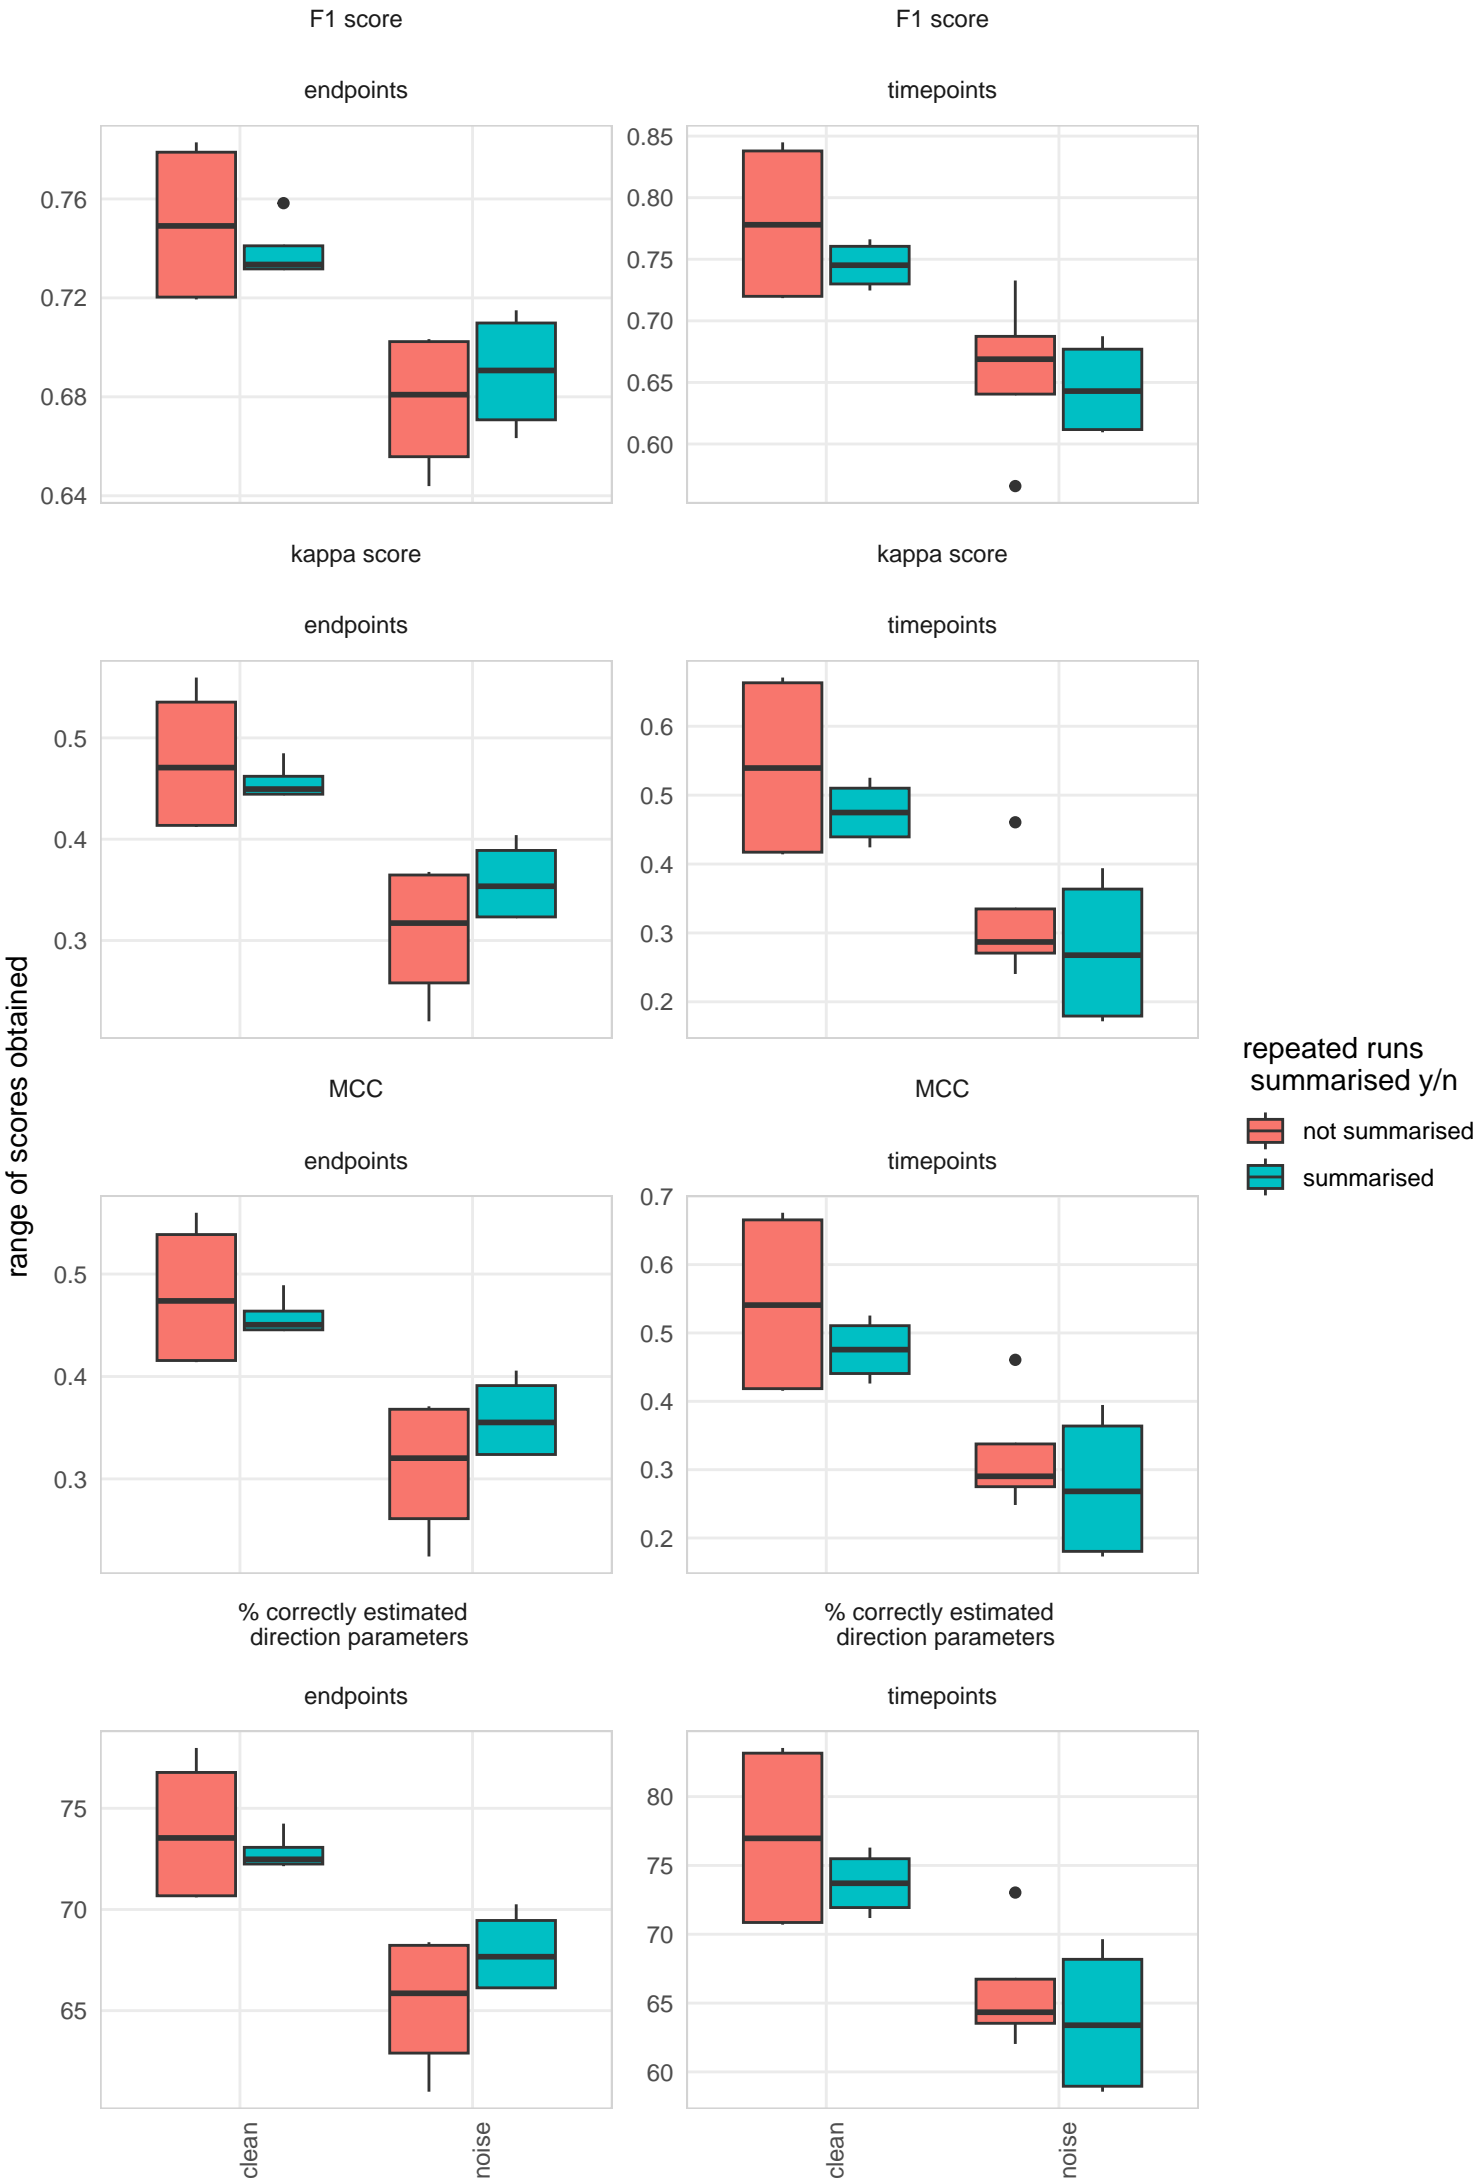 F1 score
F1 score
endpoints
timepoints
0.76
0.72
0.68
0.64
0.85
0.80
0.75
0.70
0.65
0.60
kappa score
kappa score
endpoints
timepoints
0.5
0.4
0.3
0.6
0.5
0.4
0.3
0.2
range of scores obtained
MCC
MCC
endpoints
timepoints
0.5
0.4
0.3
0.7
0.6
0.5
0.4
0.3
0.2
% correctly estimated
direction parameters
% correctly estimated
direction parameters
endpoints
timepoints
75
70
65
80
75
70
65
60
clean
noise
clean
noise
repeated runs
summarised y/n
not summarised
summarised